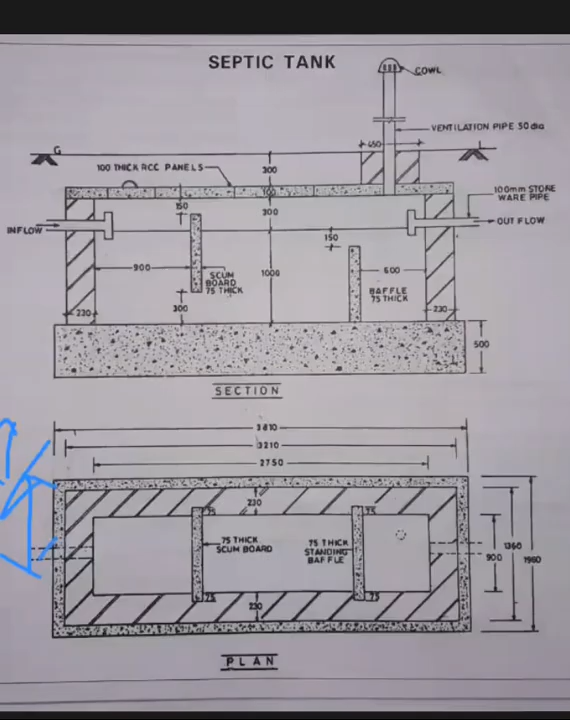 SEPTIC TANK
COWL
VENTILATION PIPE 50 dia
450
G
L
100 THICK RCC PANELS
300
100
100mm STONE
WARE PIPE
150
300
INFLOW
OUT FLOW
150
900
1000
600
SCUM
BOARD
75 THICK
BAFFLE
75 THICK
300
230
230
500
SECTION
3810
3210
2750
75
230
75
75 THICK
SCUM BOARD
75 THICK
STANDING
BAFFLE
900
1360
1960
75
230
75
PLAN